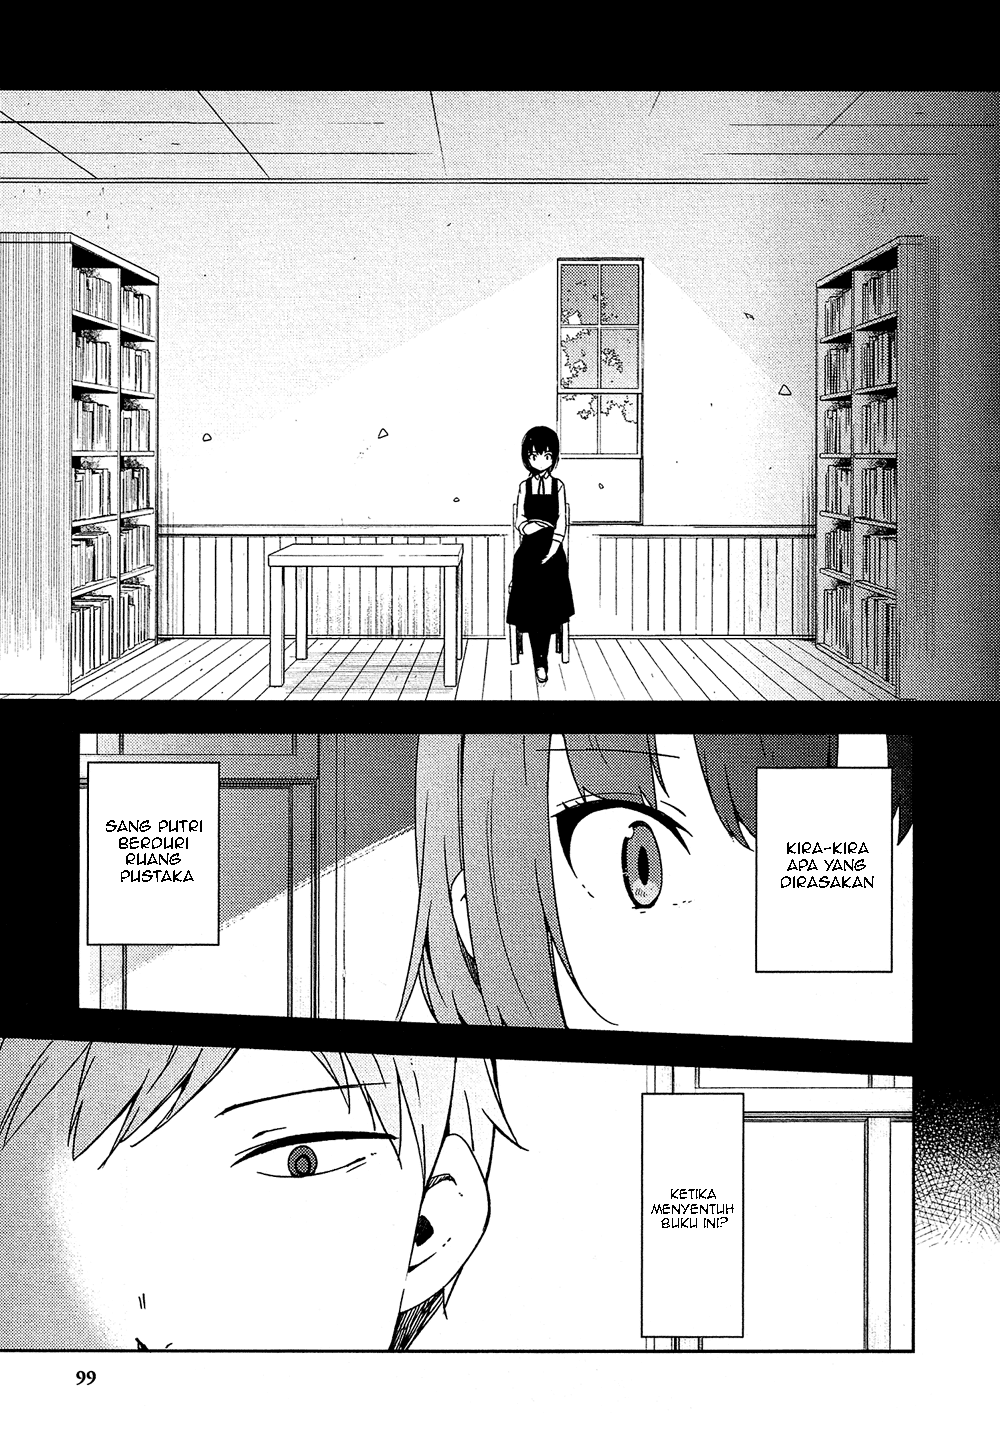 KIRA-KIRA
APA YANG
DIRASAKAN
SANG PUTRI
BERDURI
RUANG
PUSTAKA
KETIKA
MENYENTUH
BUKU INI?
99